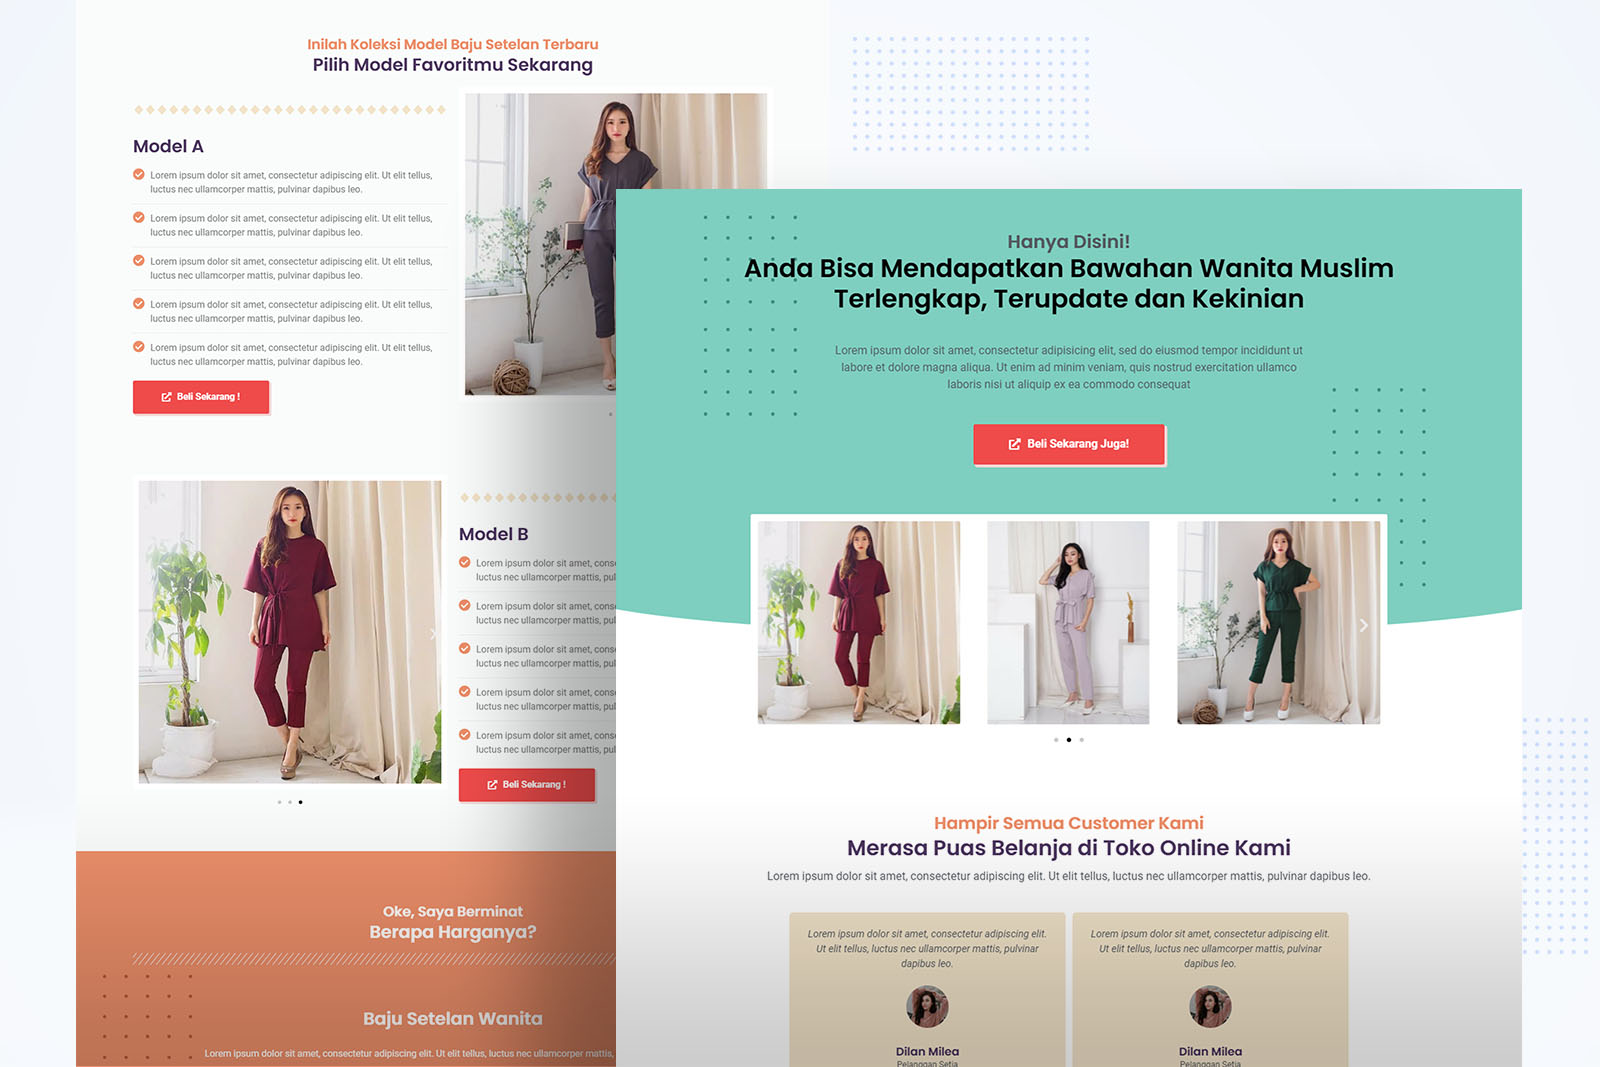 Inilah Koleksi Model Baju Setelan Terbaru
Pilih Model Favoritmu Sekarang
Model A
Lorem ipsum dolor sit amet, consectetur adipiscing elit. Ut elit tellus,
luctus nec ullamcorper mattis, pulvinar dapibus leo.
Lorem ipsum dolor sit amet, consectetur adipiscing elit. Ut elit tellus,
luctus nec ullamcorper mattis, pulvinar dapibus leo.
Lorem ipsum dolor sit amet, consectetur adipiscing elit. Ut elit tellus,
luctus nec ullamcorper mattis, pulvinar dapibus leo.
Lorem ipsum dolor sit amet, consectetur adipiscing elit. Ut elit tellus,
luctus nec ullamcorper mattis, pulvinar dapibus leo.
Lorem ipsum dolor sit amet, consectetur adipiscing elit. Ut elit tellus,
luctus nec ullamcorper mattis, pulvinar dapibus leo.
Beli Sekarang !
Model B
Lorem ipsum dolor sit amet, cons
luctus nec ullamcorper mattis, pul
Lorem ipsum dolor sit amet, cons
luctus nec ullamcorper mattis, pul
Lorem ipsum dolor sit amet, cons
luctus nec ullamcorper mattis, pul
Lorem ipsum dolor sit amet, cons
luctus nec ullamcorper mattis, pul
Lorem ipsum dolor sit amet, cons
luctus nec ullamcorper mattis, pul
Beli Sekarang !
Oke, Saya Berminat
Berapa Harganya?
Baju Setelan Wanita
Lorem ipsum dolor sit amet, consectetur adipiscing elit. Ut elit tellus, luctus nec ullamcorper mattis,
Hanya Disini!
Anda Bisa Mendapatkan Bawahan Wanita Muslim
Terlengkap, Terupdate dan Kekinian
Lorem ipsum dolor sit amet, consectetur adipisicing elit, sed do eiusmod tempor incididunt ut
labore et dolore magna aliqua. Ut enim ad minim veniam, quis nostrud exercitation ullamco
laboris nisi ut aliquip ex ea commodo consequat
Beli Sekarang Juga!
Hampir Semua Customer Kami
Merasa Puas Belanja di Toko Online Kami
Lorem ipsum dolor sit amet, consectetur adipiscing elit. Ut elit tellus, luctus nec ullamcorper mattis, pulvinar dapibus leo.
Lorem ipsum dolor sit amet, consectetur adipiscing elit.
Ut elit tellus, luctus nec ullamcorper mattis, pulvinar
dapibus leo.
Dilan Milea
Pelanggan Setia
Lorem ipsum dolor sit amet, consectetur adipiscing elit.
Ut elit tellus, luctus nec ullamcorper mattis, pulvinar
dapibus leo.
Dilan Milea
Pelanggan Setia